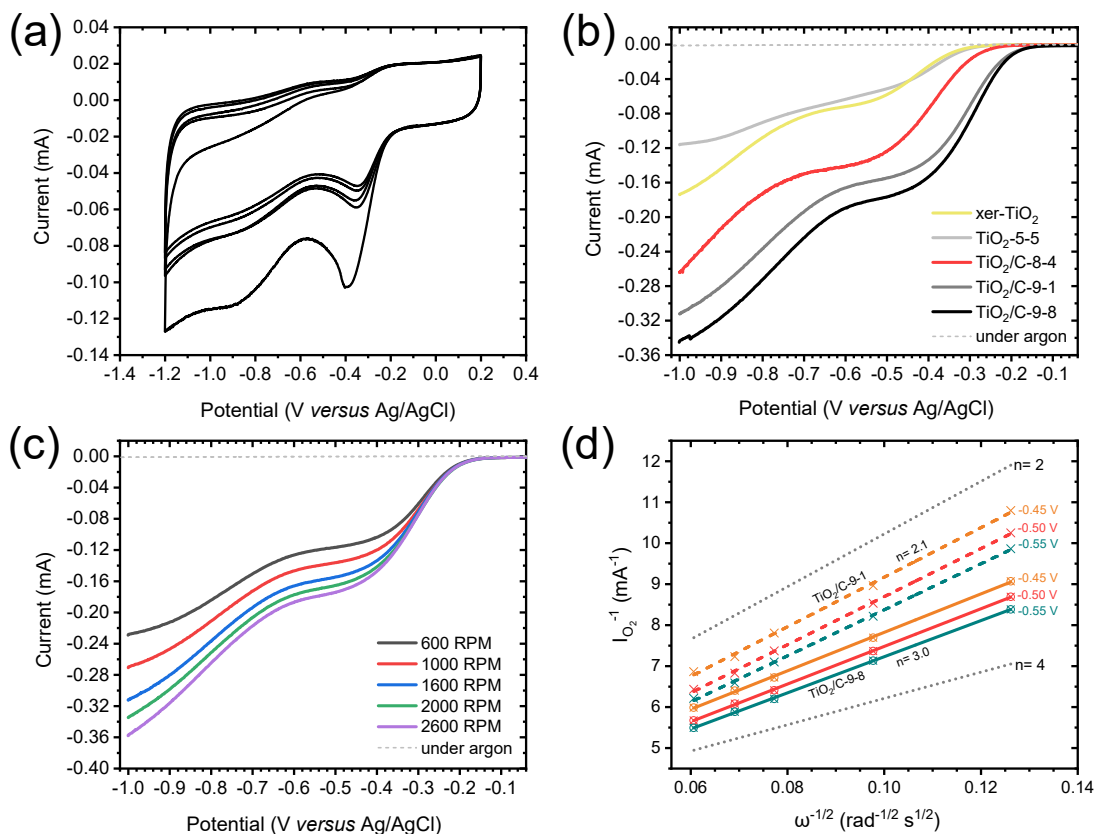 (a)
0.04
0.02
0.00
-0.02
-0.04
-0.06
-0.08
-0.10
-0.12
-0.14
Current (mA)
-1.4 -1.2 -1.0 -0.8 -0.6 -0.4 -0.2 0.0 0.2 0.4
Potential (V versus Ag/AgCl)
(b)
0.00
-0.04
-0.08
-0.12
-0.16
-0.20
-0.24
-0.28
-0.32
-0.36
Current (mA)
xer-TiO₂
TiO₂-5-5
TiO₂/C-8-4
TiO₂/C-9-1
TiO₂/C-9-8
under argon
-1.0 -0.9 -0.8 -0.7 -0.6 -0.5 -0.4 -0.3 -0.2 -0.1
Potential (V versus Ag/AgCl)
(c)
0.00
-0.04
-0.08
-0.12
-0.16
-0.20
-0.24
-0.28
-0.32
-0.36
-0.40
Current (mA)
600 RPM
1000 RPM
1600 RPM
2000 RPM
2600 RPM
under argon
-1.0 -0.9 -0.8 -0.7 -0.6 -0.5 -0.4 -0.3 -0.2 -0.1
Potential (V versus Ag/AgCl)
(d)
12
11
10
9
8
7
6
5
I_O₂⁻¹ (mA⁻¹)
n= 2
-0.45 V
-0.50 V
-0.55 V
n= 2.1
TiO₂/C-9-1
-0.45 V
-0.50 V
-0.55 V
n= 3.0
TiO₂/C-9-8
n= 4
0.06 0.08 0.10 0.12 0.14
ω⁻¹/² (rad⁻¹/² s¹/²)